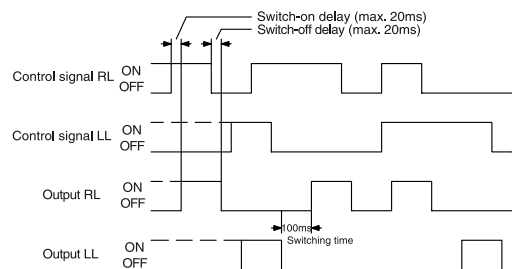 Switch-on delay (max. 20ms)
Switch-off delay (max. 20ms)
Control signal RL ON
OFF
Control signal LL ON
OFF
Output RL ON
OFF
100ms
Switching time
Output LL ON
OFF